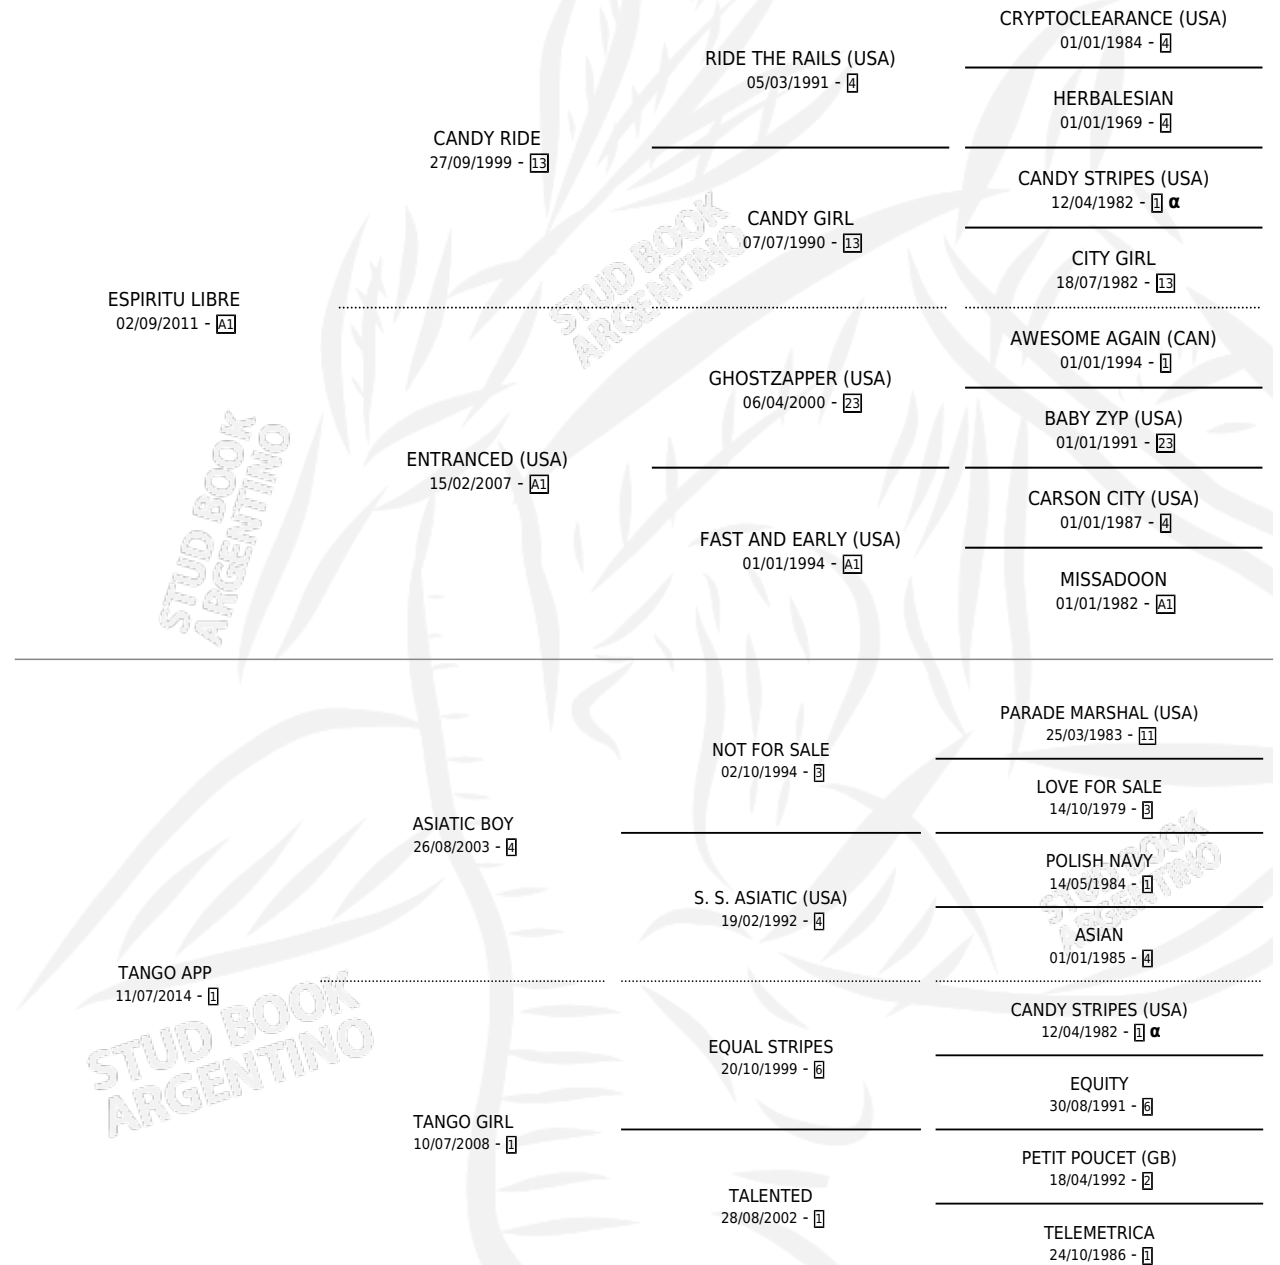 CRYPTOCLEARANCE (USA)
01/01/1984 - 4
RIDE THE RAILS (USA)
05/03/1991 - 4
HERBALESIAN
01/01/1969 - 4
CANDY RIDE
27/09/1999 - 13
CANDY STRIPES (USA)
12/04/1982 - 1 α
CANDY GIRL
07/07/1990 - 13
CITY GIRL
18/07/1982 - 13
ESPIRITU LIBRE
02/09/2011 - A1
AWESOME AGAIN (CAN)
01/01/1994 - 1
GHOSTZAPPER (USA)
06/04/2000 - 23
BABY ZYP (USA)
01/01/1991 - 23
ENTRANCED (USA)
15/02/2007 - A1
CARSON CITY (USA)
01/01/1987 - 4
FAST AND EARLY (USA)
01/01/1994 - A1
MISSADOON
01/01/1982 - A1
PARADE MARSHAL (USA)
25/03/1983 - 11
NOT FOR SALE
02/10/1994 - 3
LOVE FOR SALE
14/10/1979 - 3
ASIATIC BOY
26/08/2003 - 4
POLISH NAVY
14/05/1984 - 1
S. S. ASIATIC (USA)
19/02/1992 - 4
ASIAN
01/01/1985 - 4
TANGO APP
11/07/2014 - 1
CANDY STRIPES (USA)
12/04/1982 - 1 α
EQUAL STRIPES
20/10/1999 - 6
EQUITY
30/08/1991 - 6
TANGO GIRL
10/07/2008 - 1
PETIT POUCET (GB)
18/04/1992 - 2
TALENTED
28/08/2002 - 1
TELEMETRICA
24/10/1986 - 1
STUD BOOK
ARGENTINO
STUD BOOK
ARGENTINO
STUD BOOK
ARGENTINO
STUD BOOK
ARGENTINO